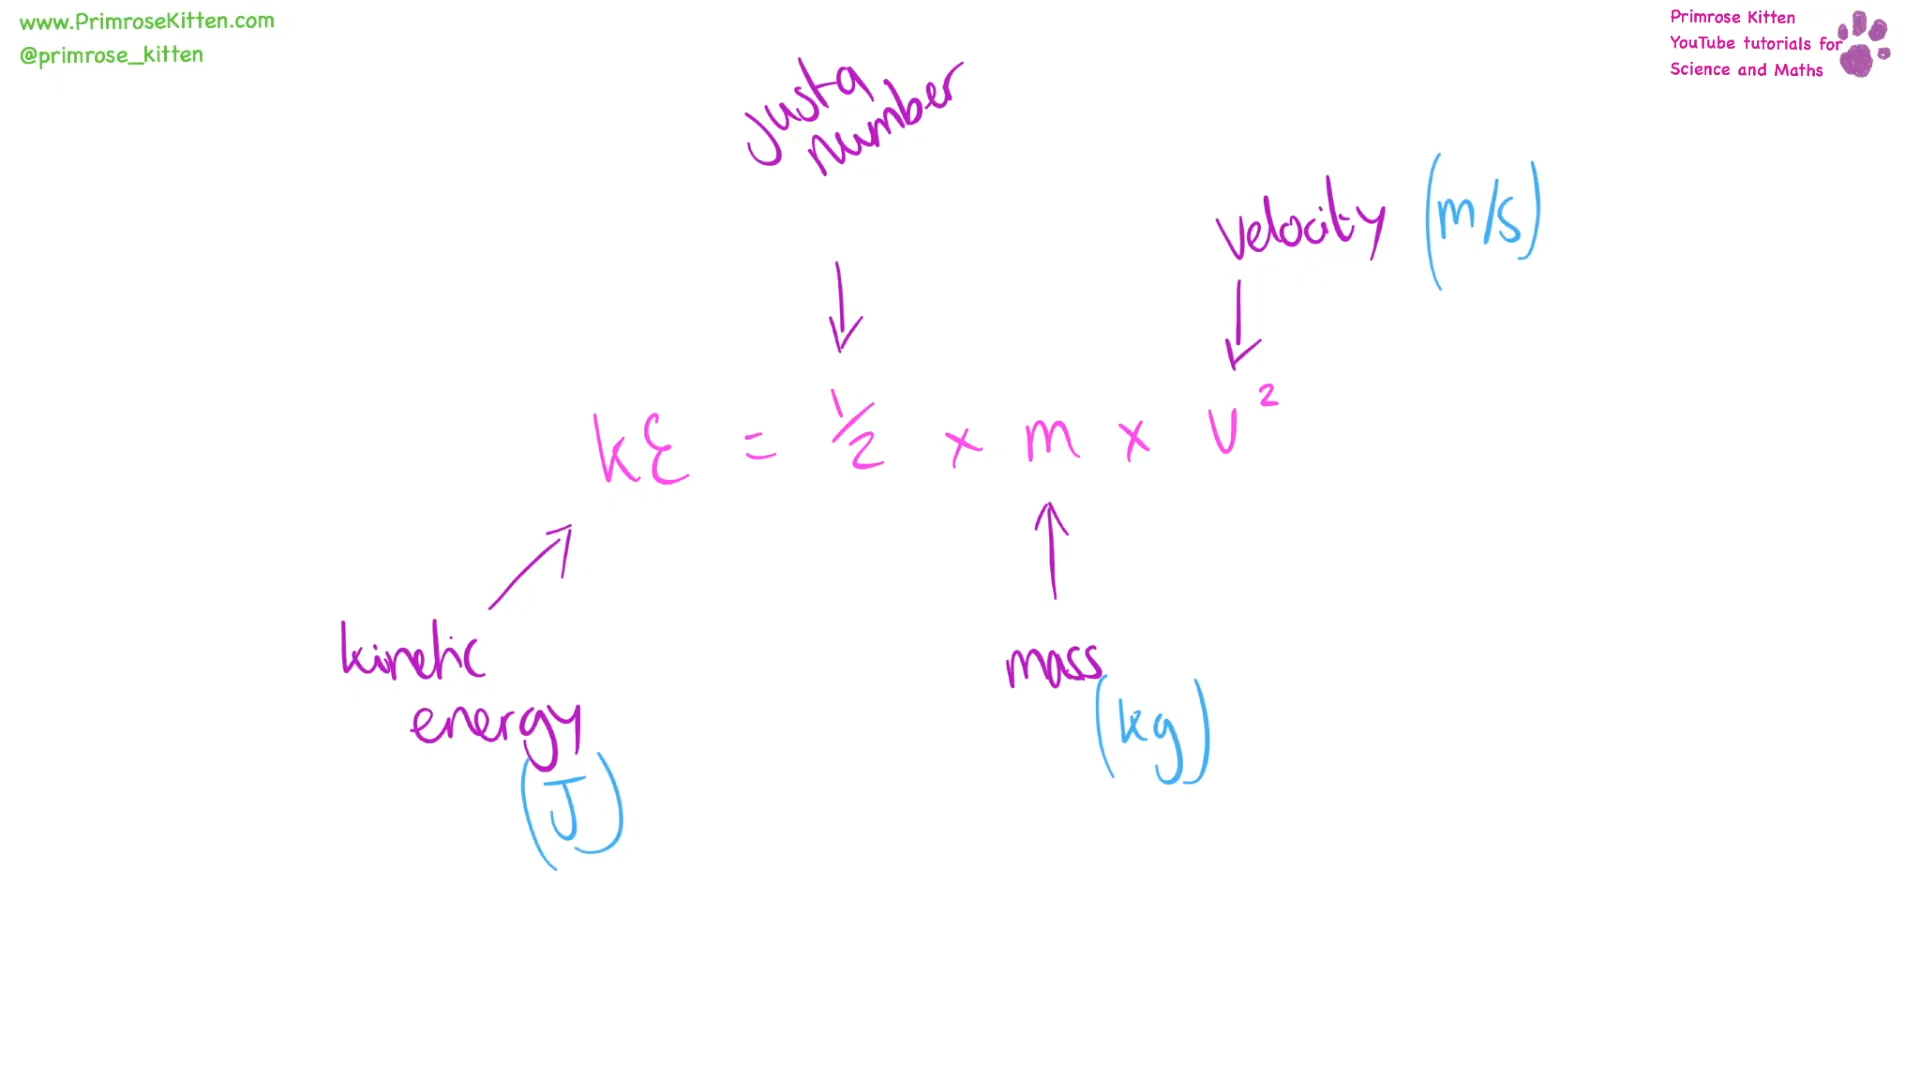 www.PrimroseKitten.com
@primrose_kitten
Primrose Kitten
YouTube tutorials for
Science and Maths
just a
number
velocity (m/s)
kE = 1/2 × m × v²
kinetic
energy
(J)
mass
(kg)